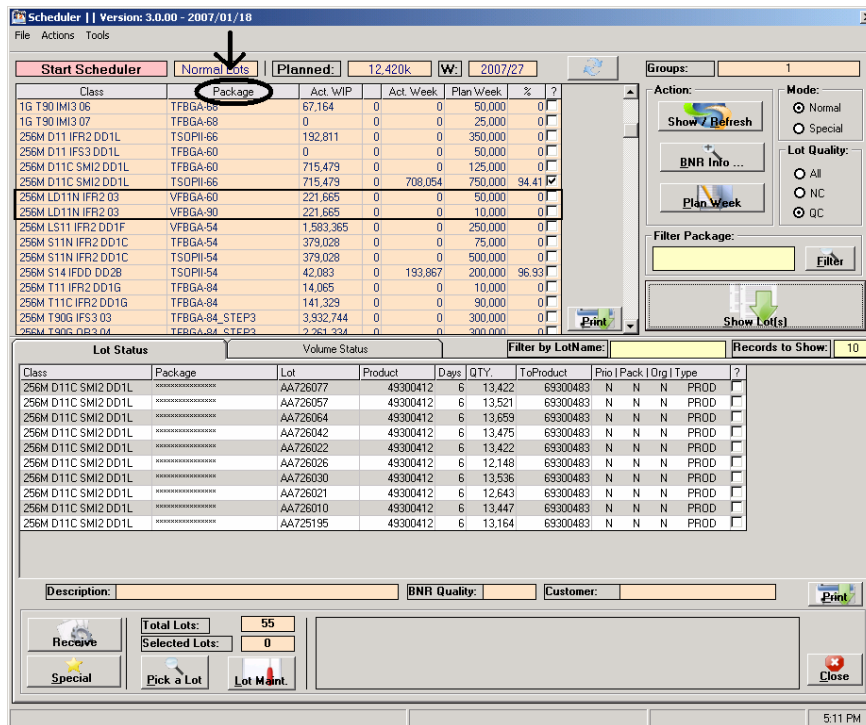 Scheduler || Version: 3.0.00 - 2007/01/18
File Actions Tools
Start Scheduler Normal Lots | Planned: 12,420k W: 2007/27 Groups: 1
Class Package Act. WIP Act. Week Plan Week % ?
1G T90 IMI3 06 TFBGA-68 67,164 0 0 50,000 0
1G T90 IMI3 07 TFBGA-68 0 0 0 25,000 0
256M D11 IFR2 DD1L TSOPII-66 192,811 0 0 350,000 0
256M D11 IFS3 DD1L TFBGA-60 0 0 0 50,000 0
256M D11C SMI2 DD1L TFBGA-60 715,479 0 0 125,000 0
256M D11C SMI2 DD1L TSOPII-66 715,479 0 708,054 750,000 94.41
256M LD11N IFR2 03 VFBGA-60 221,665 0 0 50,000 0
256M LD11N IFR2 03 VFBGA-90 221,665 0 0 10,000 0
256M LS11 IFR2 DD1F VFBGA-54 1,583,365 0 0 250,000 0
256M S11N IFR2 DD1C TFBGA-54 379,028 0 0 75,000 0
256M S11N IFR2 DD1C TSOPII-54 379,028 0 0 500,000 0
256M S14 IFDD DD2B TSOPII-54 42,083 0 193,867 200,000 96.93
256M T11 IFR2 DD1G TFBGA-84 14,065 0 0 10,000 0
256M T11C IFR2 DD1G TFBGA-84 141,329 0 0 90,000 0
256M T90G IFS3 03 TFBGA-84_STEP3 3,932,744 0 0 300,000 0
256M T90G QR3 04 TFBGA-84 STEP3 2,261,334 0 0 300,000 0
Print
Action:
Show / Refresh
BNR Info ...
Plan Week
Mode:
Normal
Special
Lot Quality:
All
NC
QC
Filter Package:
Filter
Show Lot(s)
Lot Status Volume Status Filter by LotName: Records to Show: 10
Class Package Lot Product Days QTY. ToProduct Prio | Pack | Org | Type ?
256M D11C SMI2 DD1L **************** AA726077 49300412 6 13,422 69300483 N N N PROD
256M D11C SMI2 DD1L **************** AA726057 49300412 6 13,521 69300483 N N N PROD
256M D11C SMI2 DD1L **************** AA726064 49300412 6 13,659 69300483 N N N PROD
256M D11C SMI2 DD1L **************** AA726042 49300412 6 13,475 69300483 N N N PROD
256M D11C SMI2 DD1L **************** AA726022 49300412 6 13,422 69300483 N N N PROD
256M D11C SMI2 DD1L **************** AA726026 49300412 6 12,148 69300483 N N N PROD
256M D11C SMI2 DD1L **************** AA726030 49300412 6 13,536 69300483 N N N PROD
256M D11C SMI2 DD1L **************** AA726021 49300412 6 12,643 69300483 N N N PROD
256M D11C SMI2 DD1L **************** AA726010 49300412 6 13,447 69300483 N N N PROD
256M D11C SMI2 DD1L **************** AA725195 49300412 6 13,164 69300483 N N N PROD
Description: BNR Quality: Customer: Print
Receive
Special
Total Lots: 55
Selected Lots: 0
Pick a Lot Lot Maint.
Close
5:11 PM